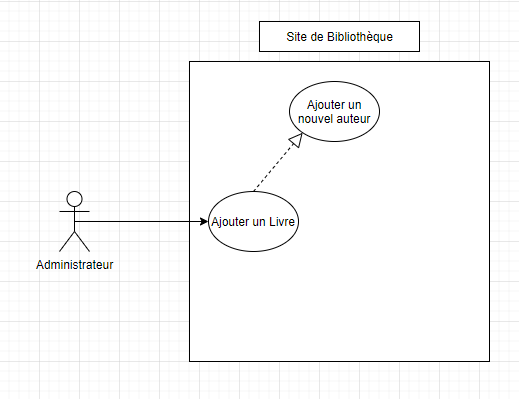 Site de Bibliothèque
Ajouter un
nouvel auteur
Ajouter un Livre
Administrateur